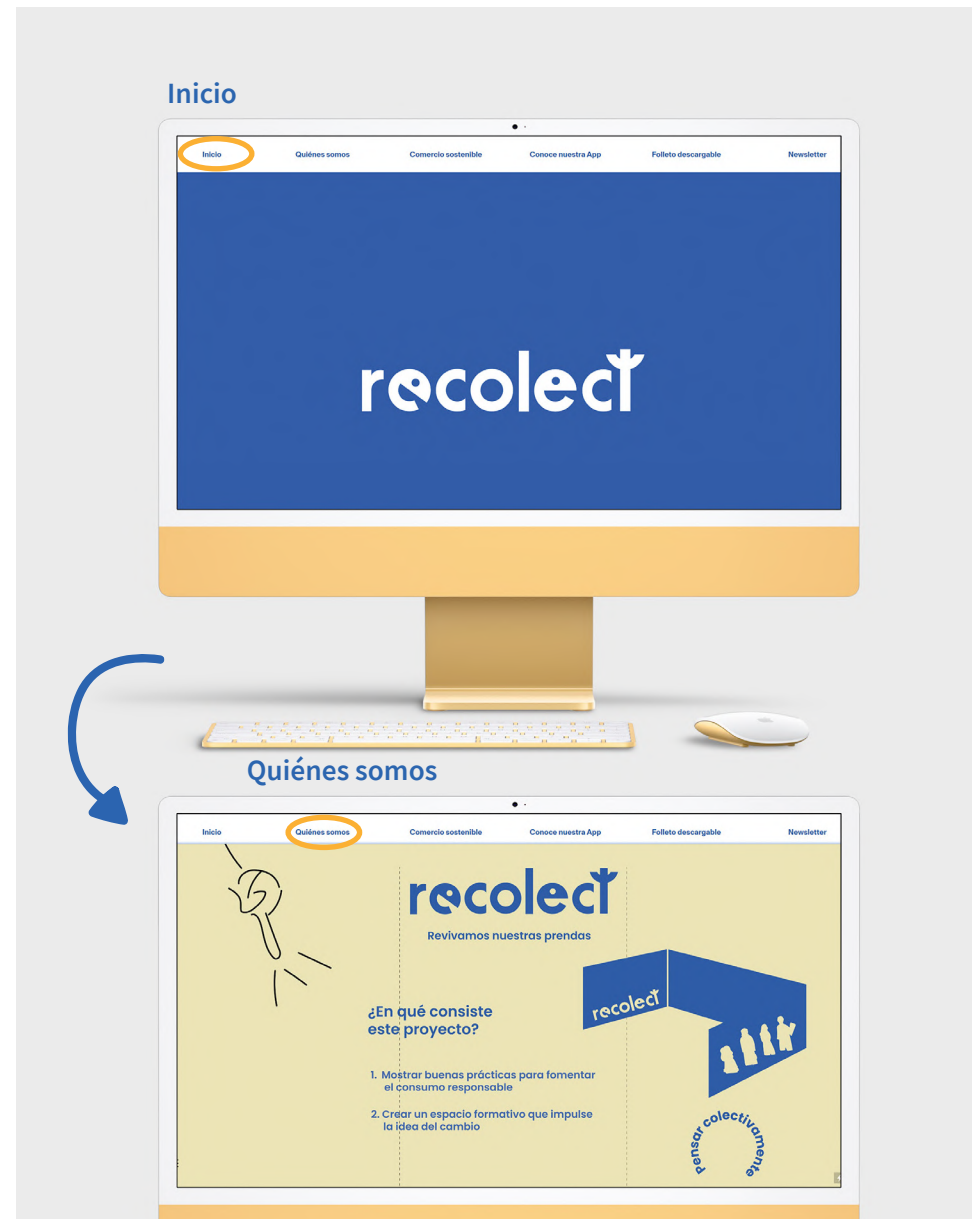 Inicio
Inicio Quiénes somos Comercio sostenible Conoce nuestra App Folleto descargable Newsletter
recolect
Quiénes somos
Inicio Quiénes somos Comercio sostenible Conoce nuestra App Folleto descargable Newsletter
recolect
Revivamos nuestras prendas
recolect
¿En qué consiste
este proyecto?
1. Mostrar buenas prácticas para fomentar
el consumo responsable
2. Crear un espacio formativo que impulse
la idea del cambio
Pensar colectivamente